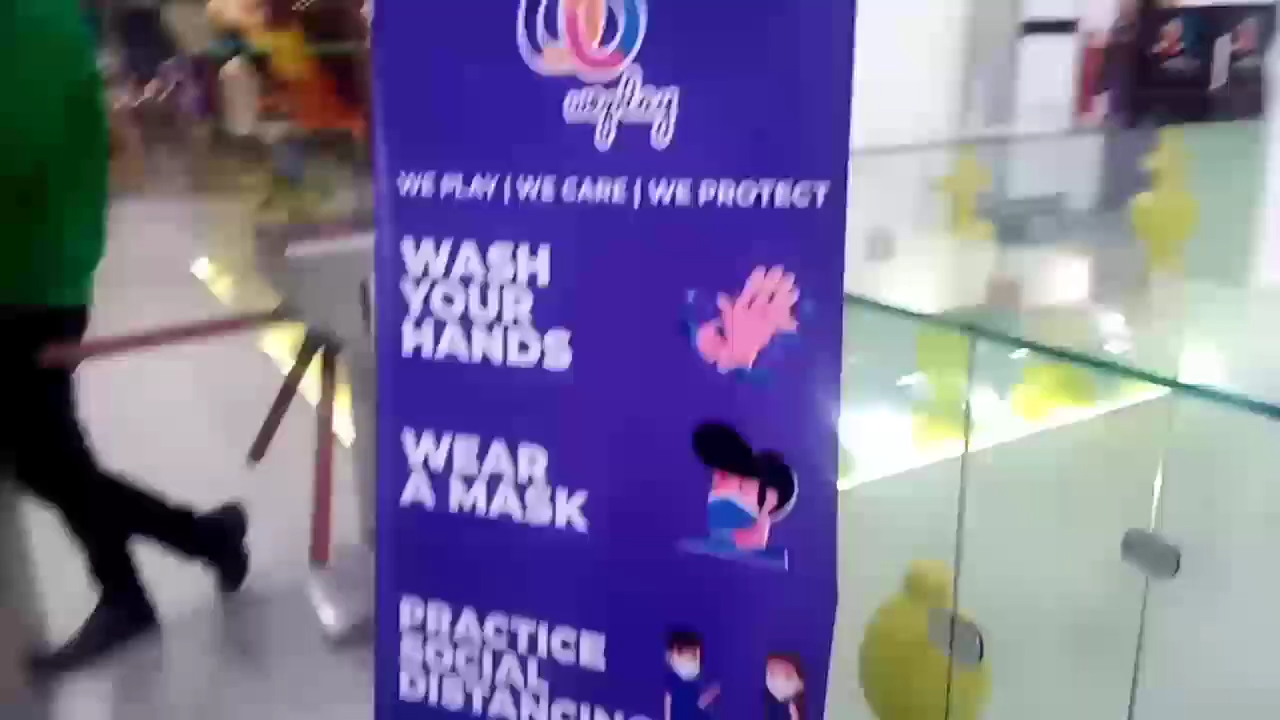 WE PLAY | WE CARE | WE PROTECT
WASH
YOUR
HANDS
WEAR
A MASK
PRACTICE
SOCIAL
DISTANCING